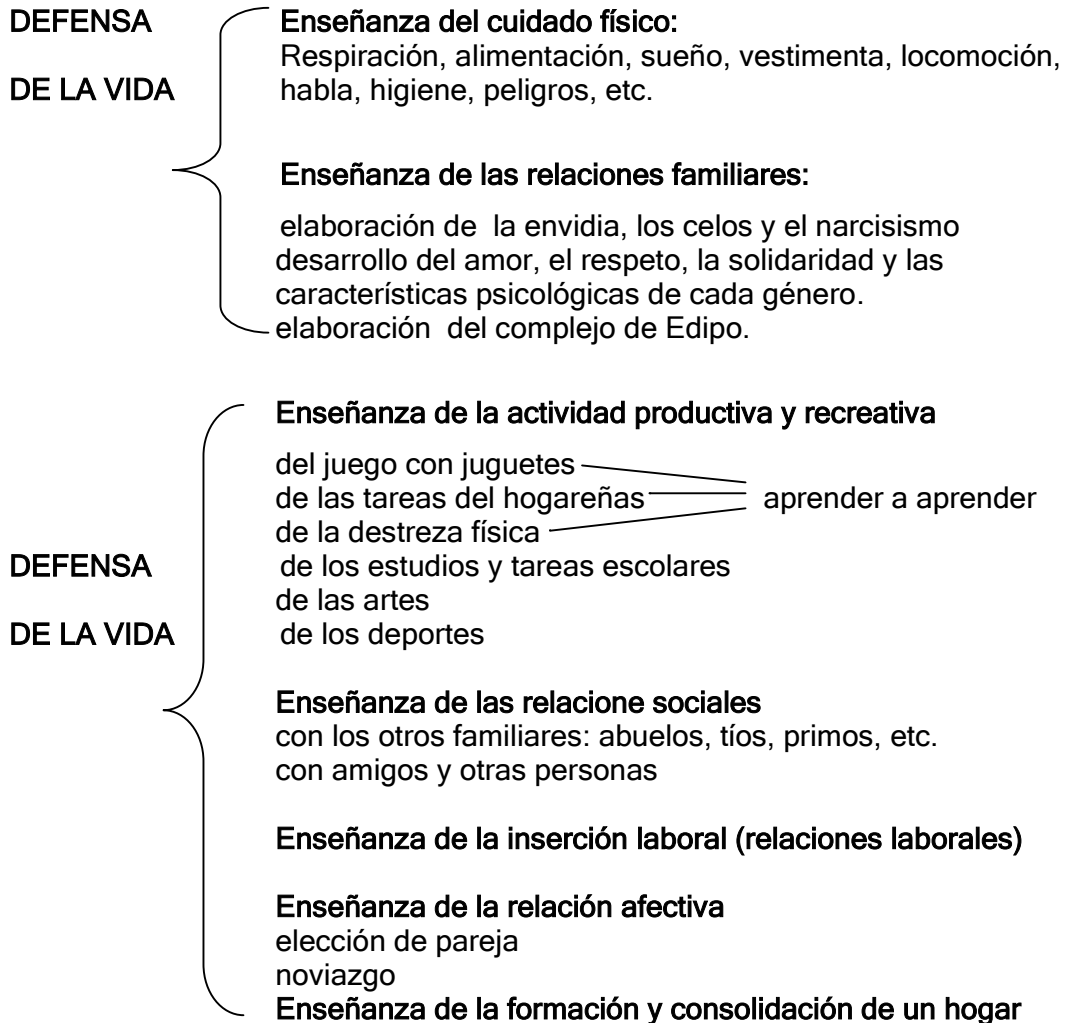 DEFENSA
DE LA VIDA
Enseñanza del cuidado físico:
Respiración, alimentación, sueño, vestimenta, locomoción,
habla, higiene, peligros, etc.
Enseñanza de las relaciones familiares:
elaboración de la envidia, los celos y el narcisismo
desarrollo del amor, el respeto, la solidaridad y las
características psicológicas de cada género.
elaboración del complejo de Edipo.
DEFENSA
DE LA VIDA
Enseñanza de la actividad productiva y recreativa
del juego con juguetes
de las tareas del hogareñas
aprender a aprender
de la destreza física
de los estudios y tareas escolares
de las artes
de los deportes
Enseñanza de las relacione sociales
con los otros familiares: abuelos, tíos, primos, etc.
con amigos y otras personas
Enseñanza de la inserción laboral (relaciones laborales)
Enseñanza de la relación afectiva
elección de pareja
noviazgo
Enseñanza de la formación y consolidación de un hogar